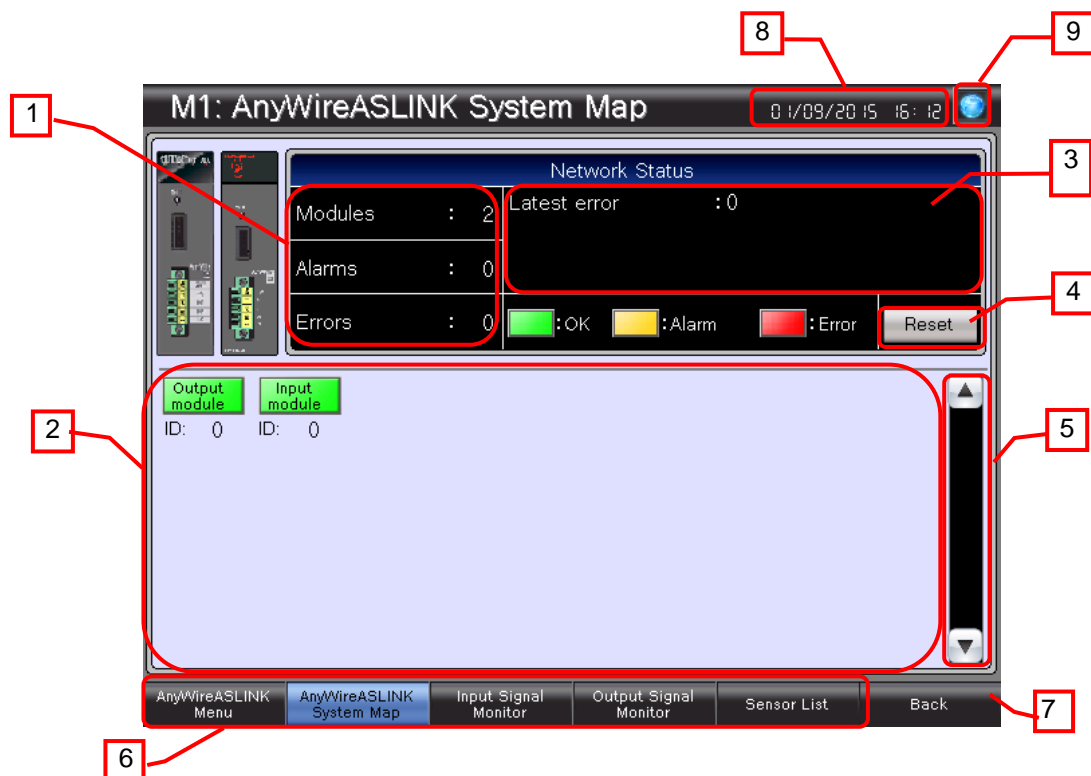 8
9
M1: AnyWireASLINK System Map
01/09/2015 16:12
1
Network Status
3
Modules : 2
Latest error :0
Alarms : 0
4
Errors : 0
:OK
:Alarm
:Error
Reset
Output
module
Input
module
ID: 0
ID: 0
2
5
AnyWireASLINK
Menu
AnyWireASLINK
System Map
Input Signal
Monitor
Output Signal
Monitor
Sensor List
Back
7
6